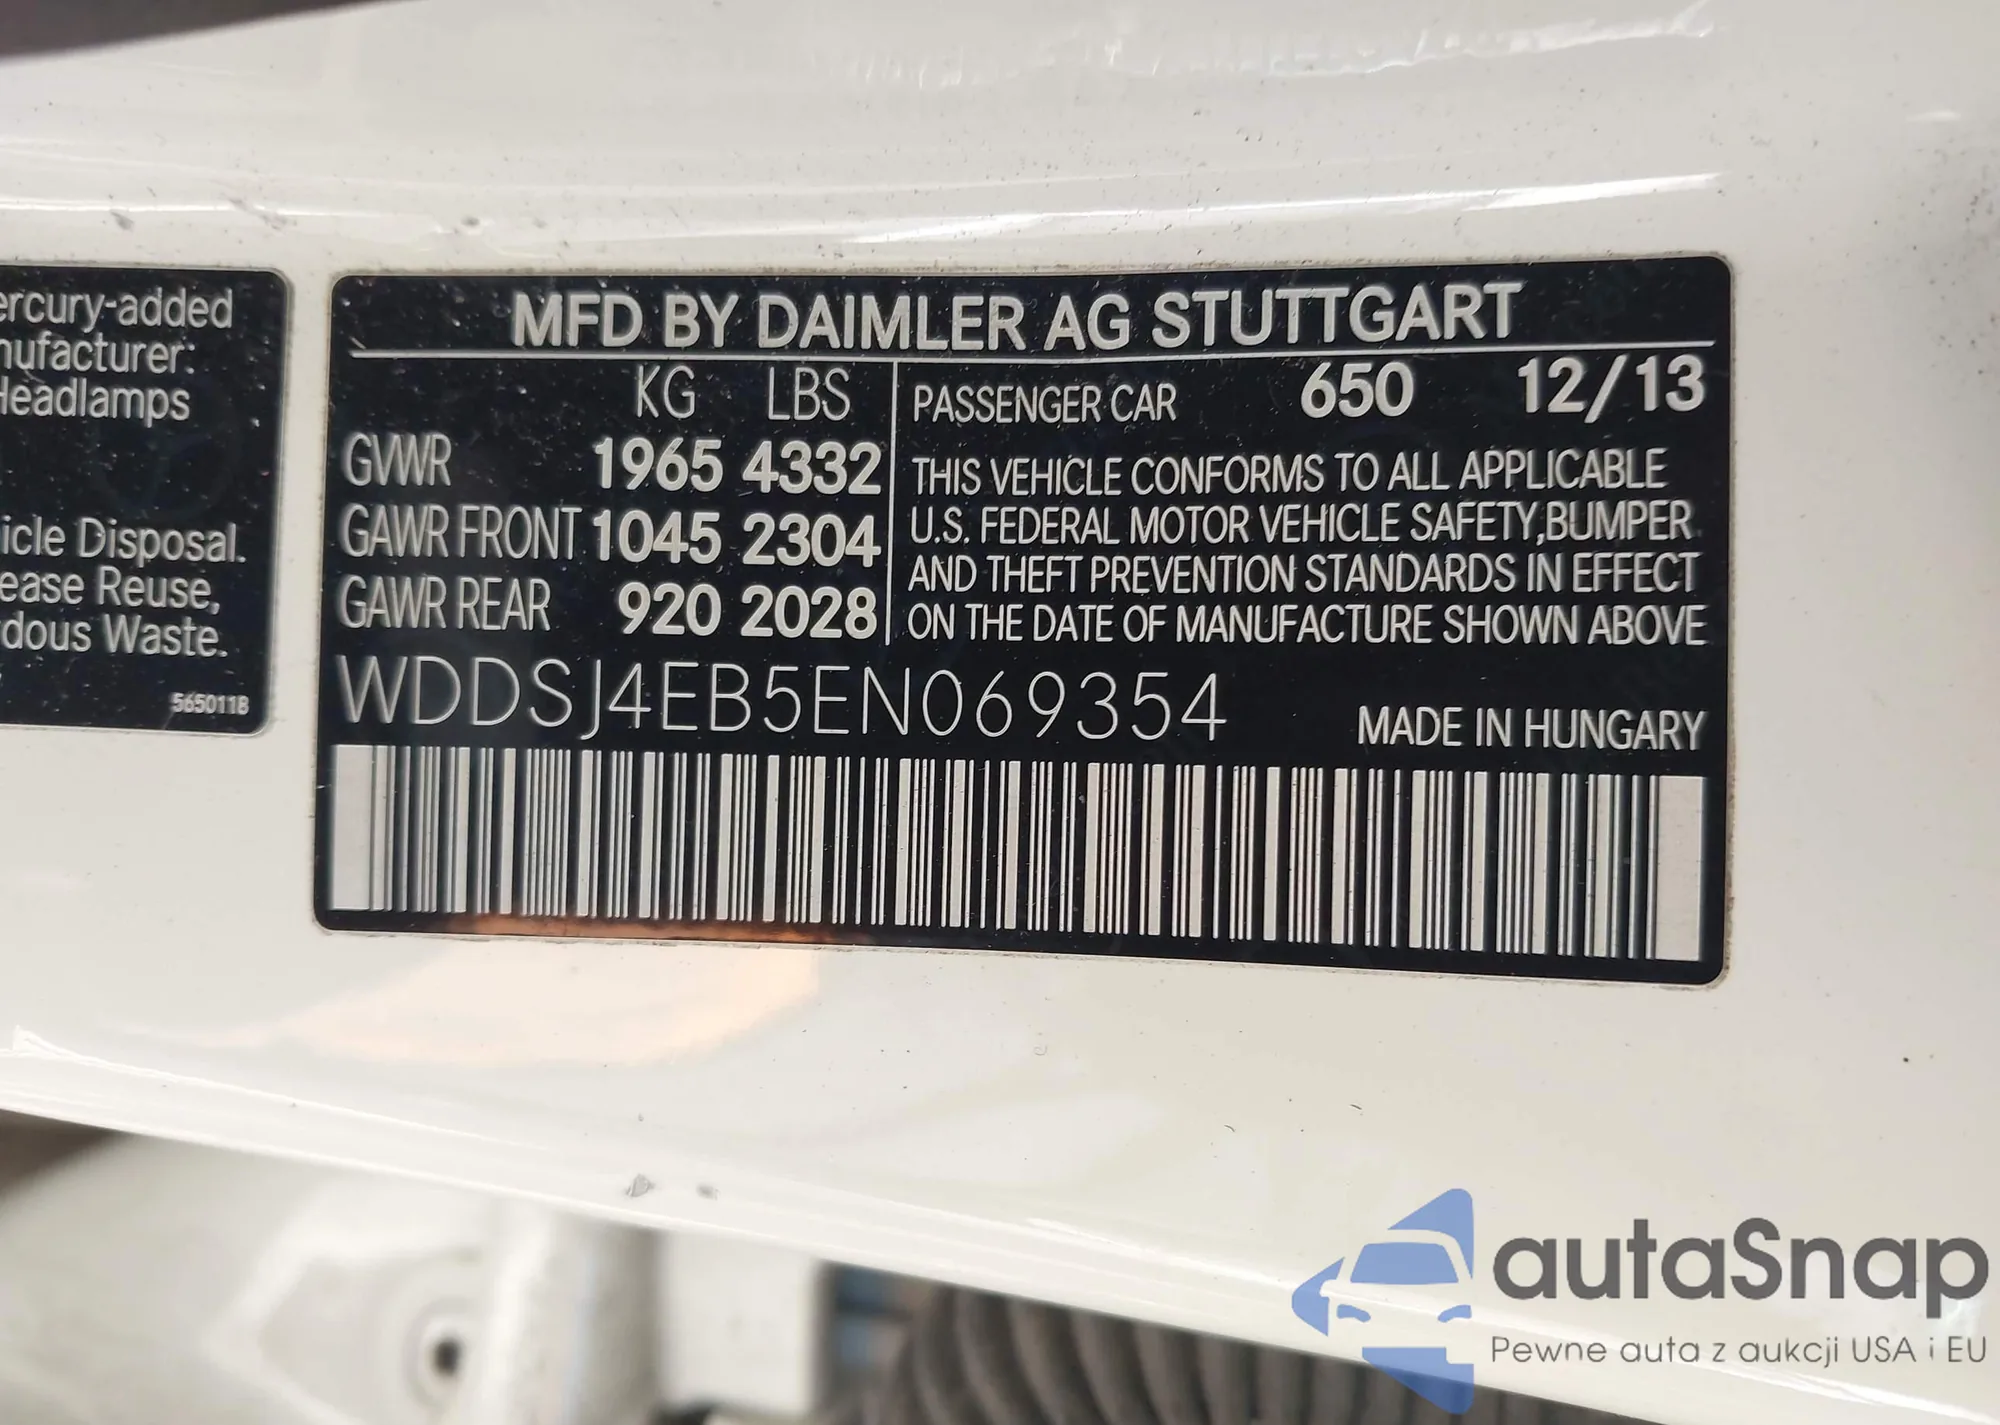 ercury-added
nufacturer:
Headlamps
icle Disposal.
ease Reuse,
dous Waste.
565011B
MFD BY DAIMLER AG STUTTGART
KG LBS
GVWR 1965 4332
GAWR FRONT 1045 2304
GAWR REAR 920 2028
PASSENGER CAR 650 12/13
THIS VEHICLE CONFORMS TO ALL APPLICABLE
U.S. FEDERAL MOTOR VEHICLE SAFETY,BUMPER
AND THEFT PREVENTION STANDARDS IN EFFECT
ON THE DATE OF MANUFACTURE SHOWN ABOVE
WDDSJ4EB5EN069354
MADE IN HUNGARY
autaSnap
Pewne auta z aukcji USA i EU